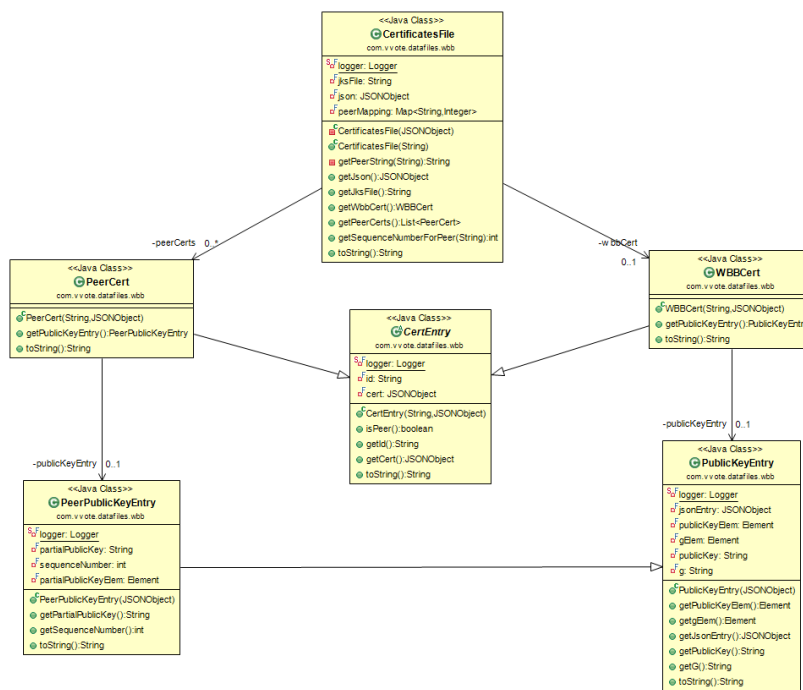 <<Java Class>>
CertificatesFile
com.vvote.datafiles.wbb
logger: Logger
jksFile: String
json: JSONObject
peerMapping: Map<String,Integer>
CertificatesFile(JSONObject)
CertificatesFile(String)
getPeerString(String):String
getJson():JSONObject
getJksFile():String
getWbbCert():WBBCert
getPeerCerts():List<PeerCert>
getSequenceNumberForPeer(String):int
toString():String
-peerCerts 0..*
-wbbCert
0..1
<<Java Class>>
PeerCert
com.vvote.datafiles.wbb
PeerCert(String,JSONObject)
getPublicKeyEntry():PeerPublicKeyEntry
toString():String
<<Java Class>>
WBBCert
com.vvote.datafiles.wbb
WBBCert(String,JSONObject)
getPublicKeyEntry():PublicKeyEntr
toString():String
<<Java Class>>
CertEntry
com.vvote.datafiles.wbb
logger: Logger
id: String
cert: JSONObject
CertEntry(String,JSONObject)
isPeer():boolean
getId():String
getCert():JSONObject
toString():String
-publicKeyEntry 0..1
-publicKeyEntry 0..1
<<Java Class>>
PeerPublicKeyEntry
com.vvote.datafiles.wbb
logger: Logger
partialPublicKey: String
sequenceNumber: int
partialPublicKeyElem: Element
PeerPublicKeyEntry(JSONObject)
getPartialPublicKey():String
getSequenceNumber():int
toString():String
<<Java Class>>
PublicKeyEntry
com.vvote.datafiles.wbb
logger: Logger
jsonEntry: JSONObject
publicKeyElem: Element
gElem: Element
publicKey: String
g: String
PublicKeyEntry(JSONObject)
getPublicKeyElem():Element
getgElem():Element
getJsonEntry():JSONObject
getPublicKey():String
getG():String
toString():String